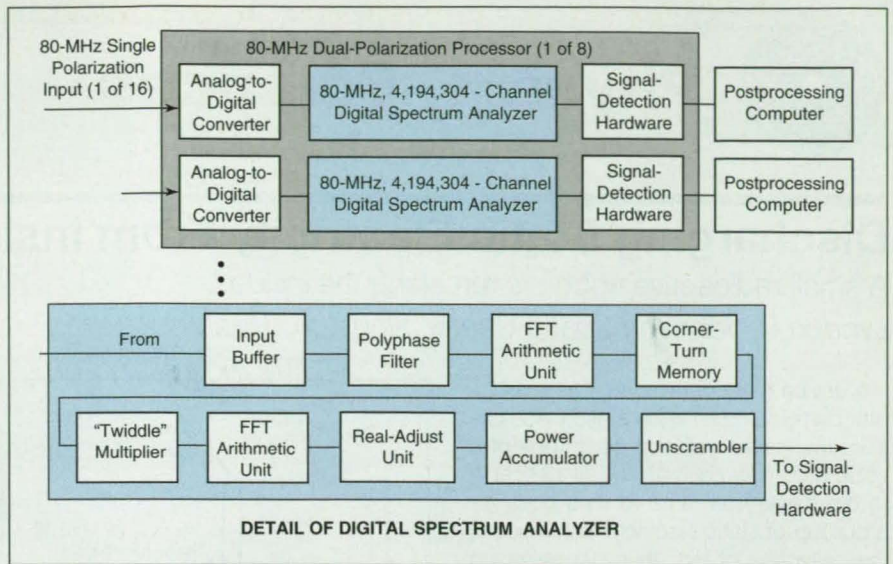 80-MHz Single
Polarization
Input (1 of 16)
80-MHz Dual-Polarization Processor (1 of 8)
Analog-to-
Digital
Converter
80-MHz, 4,194,304 - Channel
Digital Spectrum Analyzer
Signal-
Detection
Hardware
Postprocessing
Computer
Analog-to-
Digital
Converter
80-MHz, 4,194,304 - Channel
Digital Spectrum Analyzer
Signal-
Detection
Hardware
Postprocessing
Computer
From
Input
Buffer
Polyphase
Filter
FFT
Arithmetic
Unit
Corner-
Turn
Memory
"Twiddle"
Multiplier
FFT
Arithmetic
Unit
Real-Adjust
Unit
Power
Accumulator
Unscrambler
To Signal-
Detection
Hardware
DETAIL OF DIGITAL SPECTRUM ANALYZER